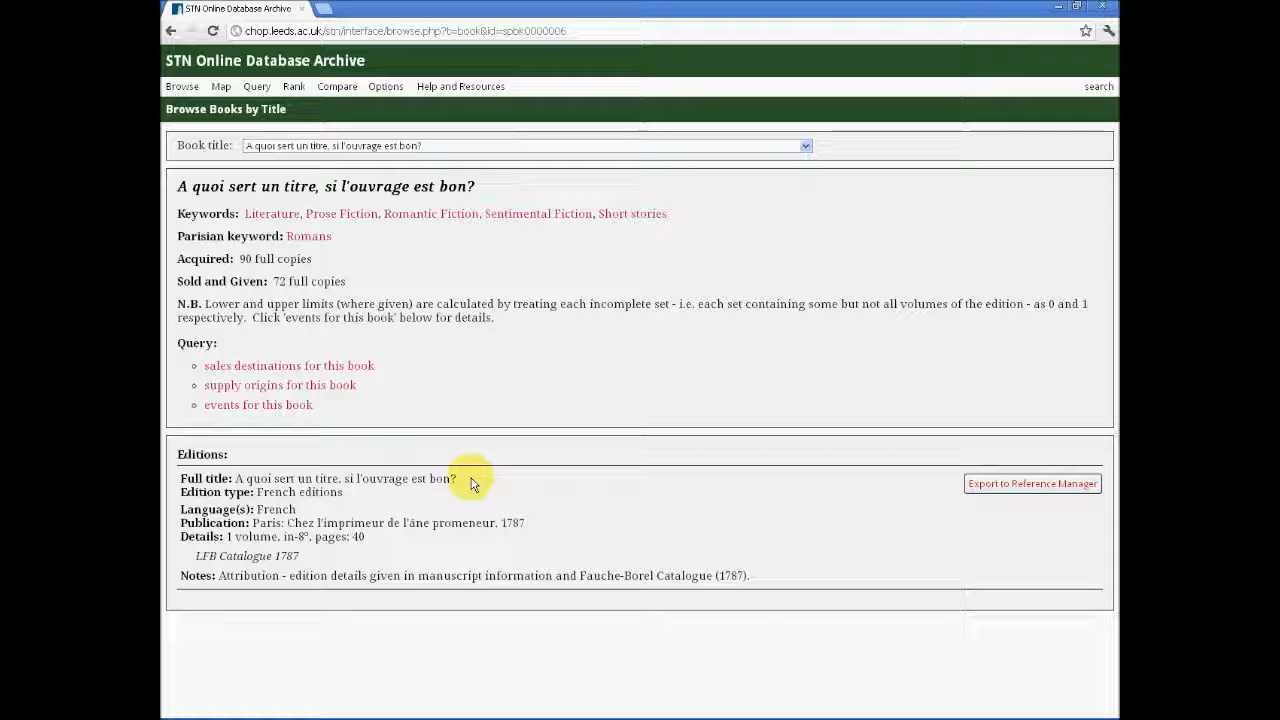 STN Online Database Archive
chop.leeds.ac.uk/stn/interface/browse.php?t=book&id=spbk0000006
STN Online Database Archive
Browse Map Query Rank Compare Options Help and Resources search
Browse Books by Title
Book title: A quoi sert un titre, si l'ouvrage est bon?
A quoi sert un titre, si l'ouvrage est bon?
Keywords: Literature, Prose Fiction, Romantic Fiction, Sentimental Fiction, Short stories
Parisian keyword: Romans
Acquired: 90 full copies
Sold and Given: 72 full copies
N.B. Lower and upper limits (where given) are calculated by treating each incomplete set - i.e. each set containing some but not all volumes of the edition - as 0 and 1
respectively. Click 'events for this book' below for details.
Query:
sales destinations for this book
supply origins for this book
events for this book
Editions:
Full title: A quoi sert un titre, si l'ouvrage est bon?
Export to Reference Manager
Edition type: French editions
Language(s): French
Publication: Paris: Chez l'imprimeur de l'âne promeneur, 1787
Details: 1 volume, in-8°, pages: 40
LFB Catalogue 1787
Notes: Attribution - edition details given in manuscript information and Fauche-Borel Catalogue (1787).